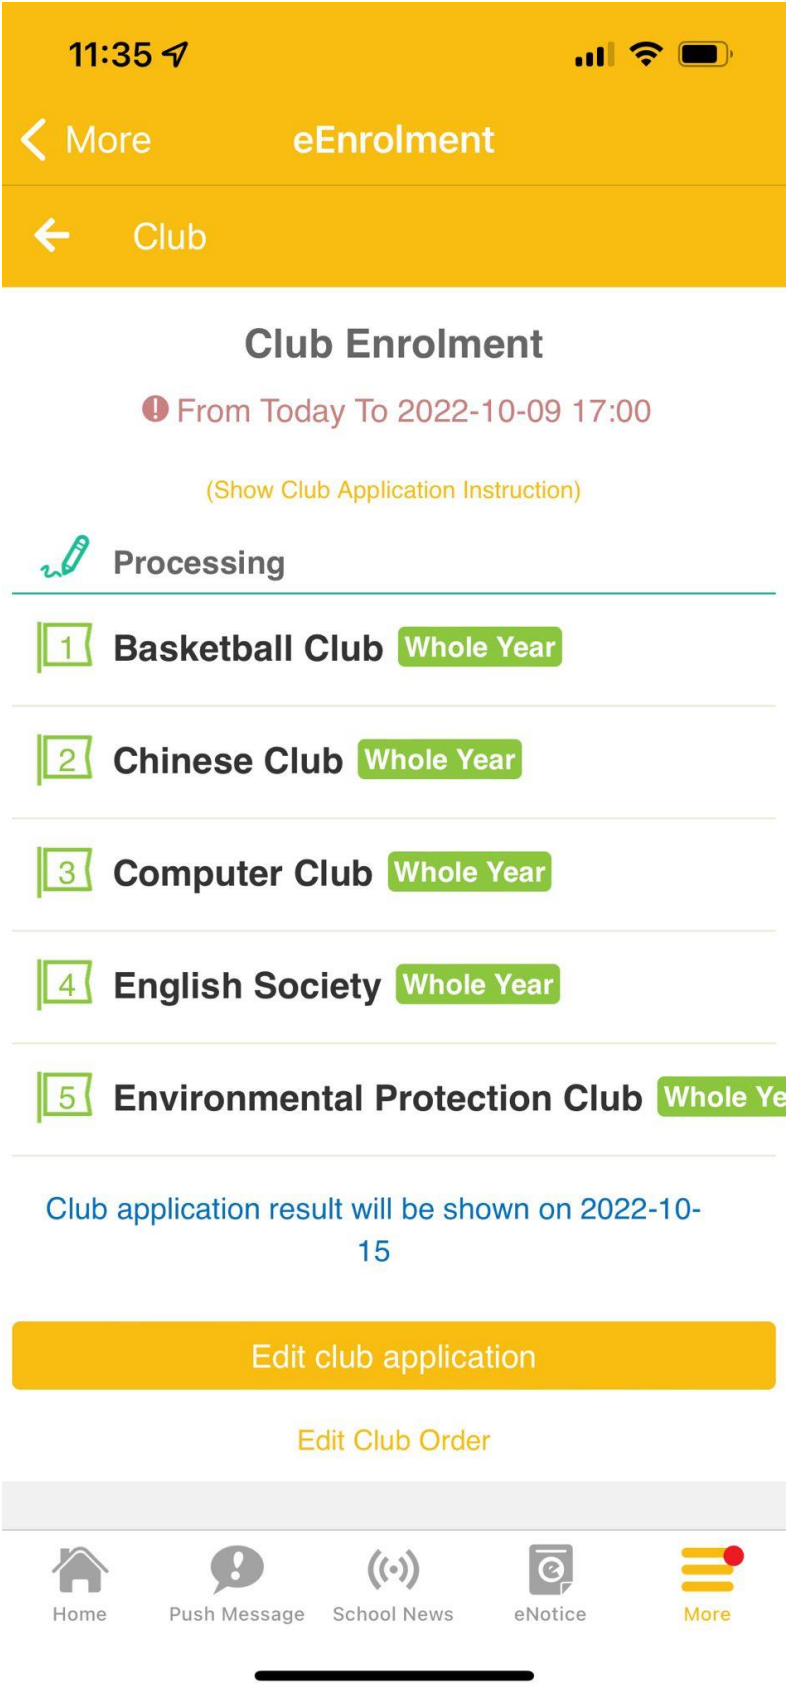 11:35
More eEnrolment
Club
Club Enrolment
From Today To 2022-10-09 17:00
(Show Club Application Instruction)
Processing
1 Basketball Club Whole Year
2 Chinese Club Whole Year
3 Computer Club Whole Year
4 English Society Whole Year
5 Environmental Protection Club Whole Ye
Club application result will be shown on 2022-10-
15
Edit club application
Edit Club Order
Home Push Message School News eNotice More